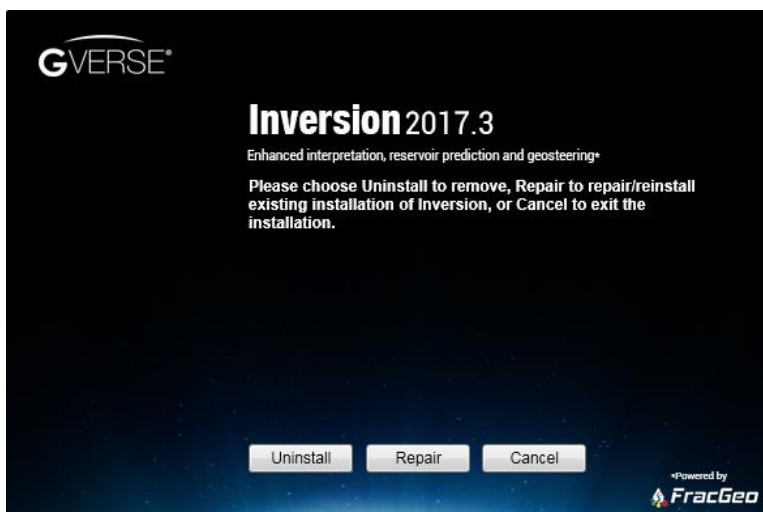 GVERSE®
Inversion 2017.3
Enhanced interpretation, reservoir prediction and geosteering*
Please choose Uninstall to remove, Repair to repair/reinstall
existing installation of Inversion, or Cancel to exit the
installation.
Uninstall Repair Cancel
*Powered by
FracGeo